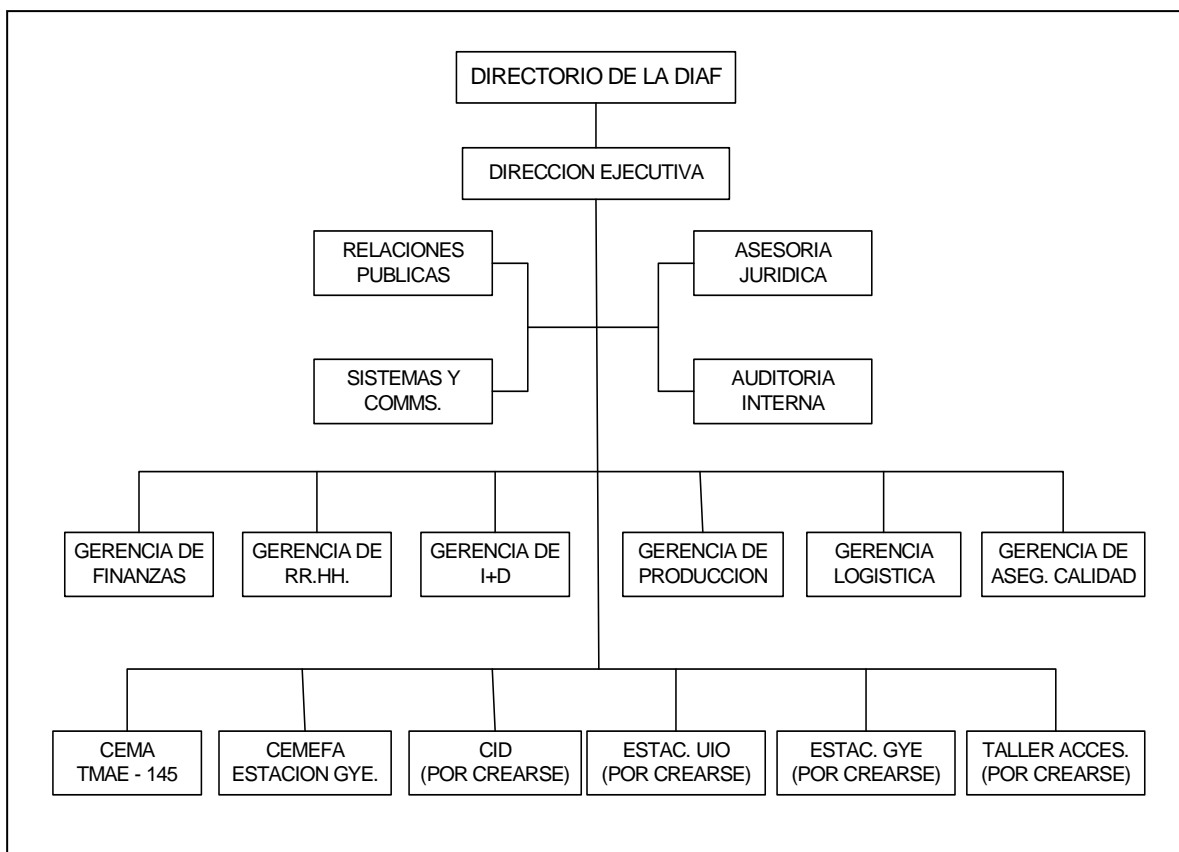 DIRECTORIO DE LA DIAF
DIRECCION EJECUTIVA
RELACIONES
PUBLICAS
ASESORIA
JURIDICA
SISTEMAS Y
COMMS.
AUDITORIA
INTERNA
GERENCIA DE
FINANZAS
GERENCIA DE
RR.HH.
GERENCIA DE
I+D
GERENCIA DE
PRODUCCION
GERENCIA
LOGISTICA
GERENCIA DE
ASEG. CALIDAD
CEMA
TMAE - 145
CEMEFA
ESTACION GYE.
CID
(POR CREARSE)
ESTAC. UIO
(POR CREARSE)
ESTAC. GYE
(POR CREARSE)
TALLER ACCES.
(POR CREARSE)